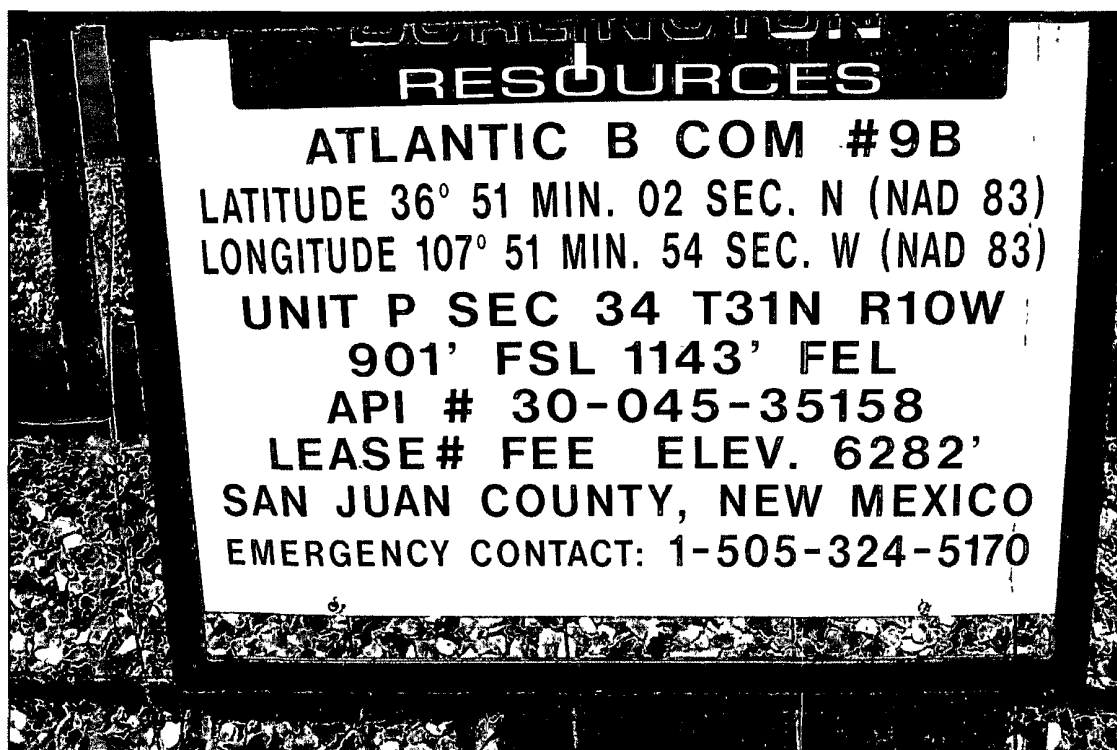 BURLINGTON
RESOURCES
ATLANTIC B COM #9B
LATITUDE 36° 51 MIN. 02 SEC. N (NAD 83)
LONGITUDE 107° 51 MIN. 54 SEC. W (NAD 83)
UNIT P SEC 34 T31N R10W
901' FSL 1143' FEL
API # 30-045-35158
LEASE# FEE ELEV. 6282'
SAN JUAN COUNTY, NEW MEXICO
EMERGENCY CONTACT: 1-505-324-5170